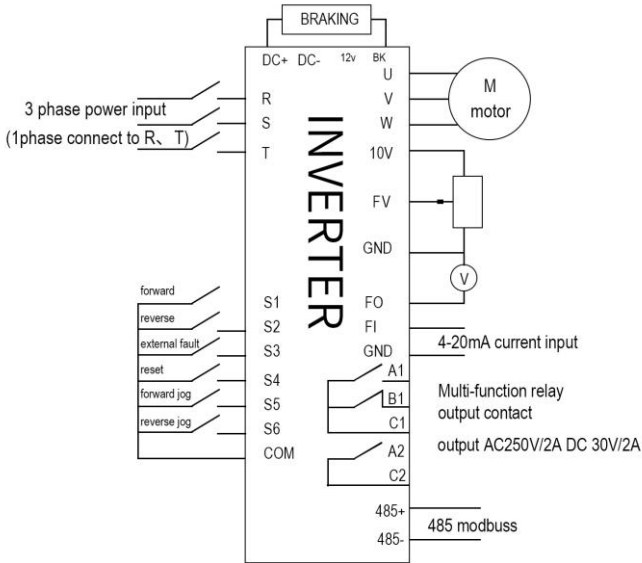 BRAKING
DC+ DC- 12v BK
U
V
W
M
motor
R
S
T
3 phase power input
(1phase connect to R、T)
INVERTER
10V
FV
GND
V
FO
FI
GND
4-20mA current input
forward
S1
reverse
S2
external fault
S3
reset
S4
forward jog
S5
reverse jog
S6
COM
A1
B1
C1
A2
C2
Multi-function relay
output contact
output AC250V/2A DC 30V/2A
485+
485-
485 modbuss